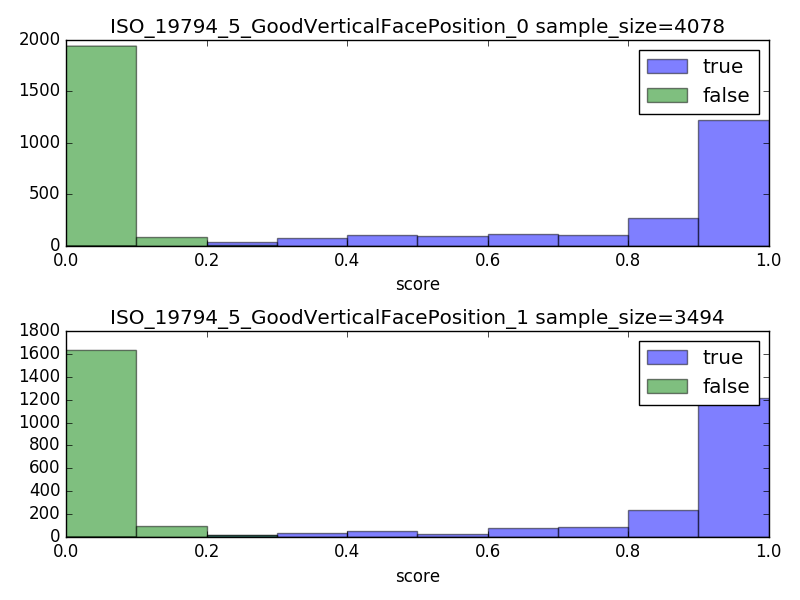 ISO_19794_5_GoodVerticalFacePosition_0 sample_size=4078
2000
1500
1000
500
0
true
false
0.0 0.2 0.4 0.6 0.8 1.0
score
ISO_19794_5_GoodVerticalFacePosition_1 sample_size=3494
1800
1600
1400
1200
1000
800
600
400
200
0
true
false
0.0 0.2 0.4 0.6 0.8 1.0
score